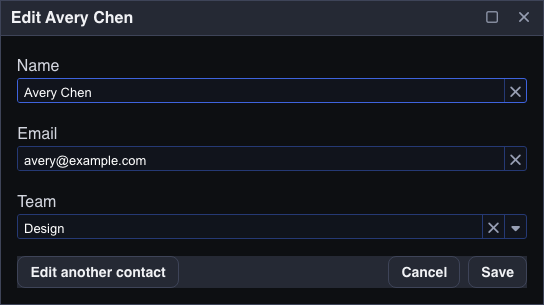 Edit Avery Chen
Name
Avery Chen
Email
avery@example.com
Team
Design
Edit another contact Cancel Save